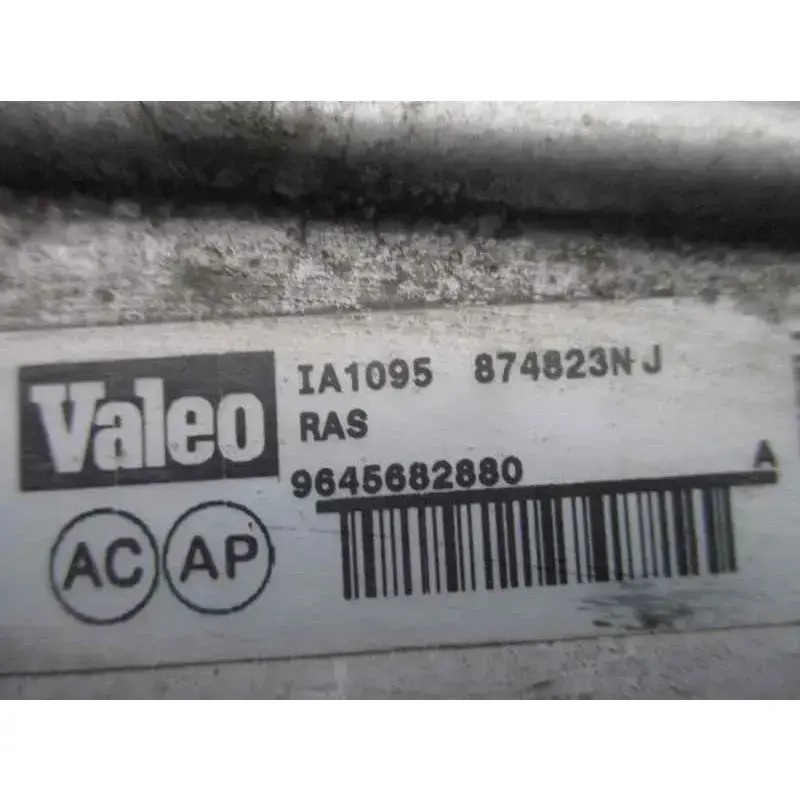 Valeo
IA1095 874823N J
RAS
9645682880
A
AC AP